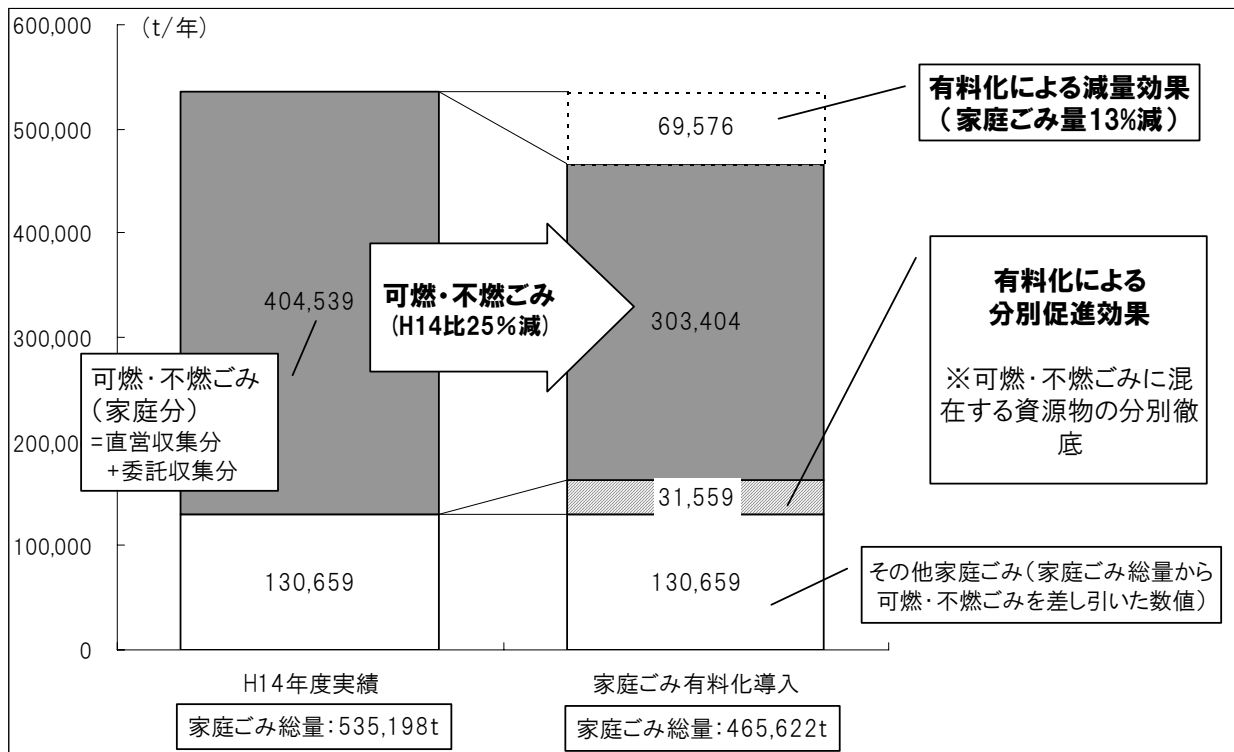 600,000
(t/年)
500,000
400,000
300,000
200,000
100,000
0
404,539
130,659
可燃・不燃ごみ
(家庭分)
=直営収集分
+委託収集分
可燃・不燃ごみ
(H14比25%減)
69,576
303,404
31,559
130,659
有料化による減量効果
(家庭ごみ量13%減)
有料化による
分別促進効果
※可燃・不燃ごみに混
在する資源物の分別徹
底
その他家庭ごみ(家庭ごみ総量から
可燃・不燃ごみを差し引いた数値)
H14年度実績
家庭ごみ総量:535,198t
家庭ごみ有料化導入
家庭ごみ総量:465,622t